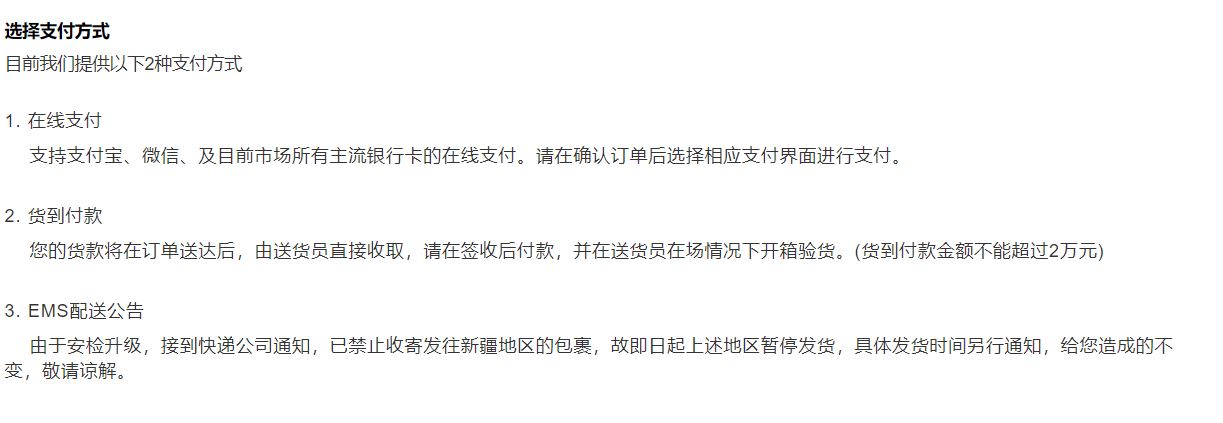 选择支付方式
目前我们提供以下2种支付方式
1. 在线支付
支持支付宝、微信、及目前市场所有主流银行卡的在线支付。请在确认订单后选择相应支付界面进行支付。
2. 货到付款
您的货款将在订单送达后，由送货员直接收取，请在签收后付款，并在送货员在场情况下开箱验货。(货到付款金额不能超过2万元)
3. EMS配送公告
由于安检升级，接到快递公司通知，已禁止收寄发往新疆地区的包裹，故即日起上述地区暂停发货，具体发货时间另行通知，给您造成的不
变，敬请谅解。